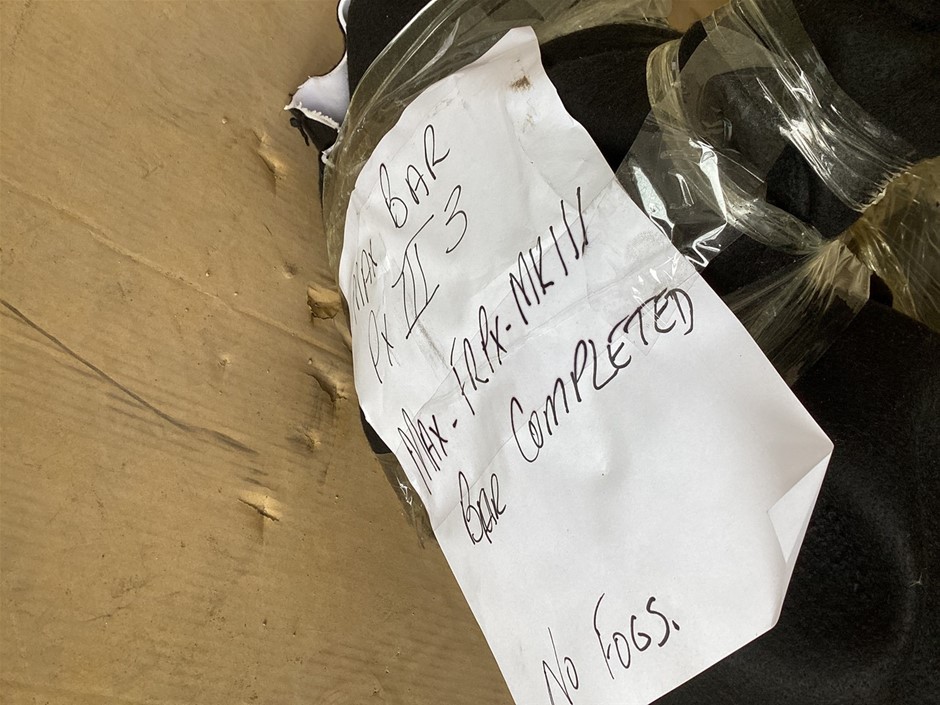 MAX BAR
PX III 3
MAX-FRPX-MKIII
BAR COMPLETED
No FOGS.